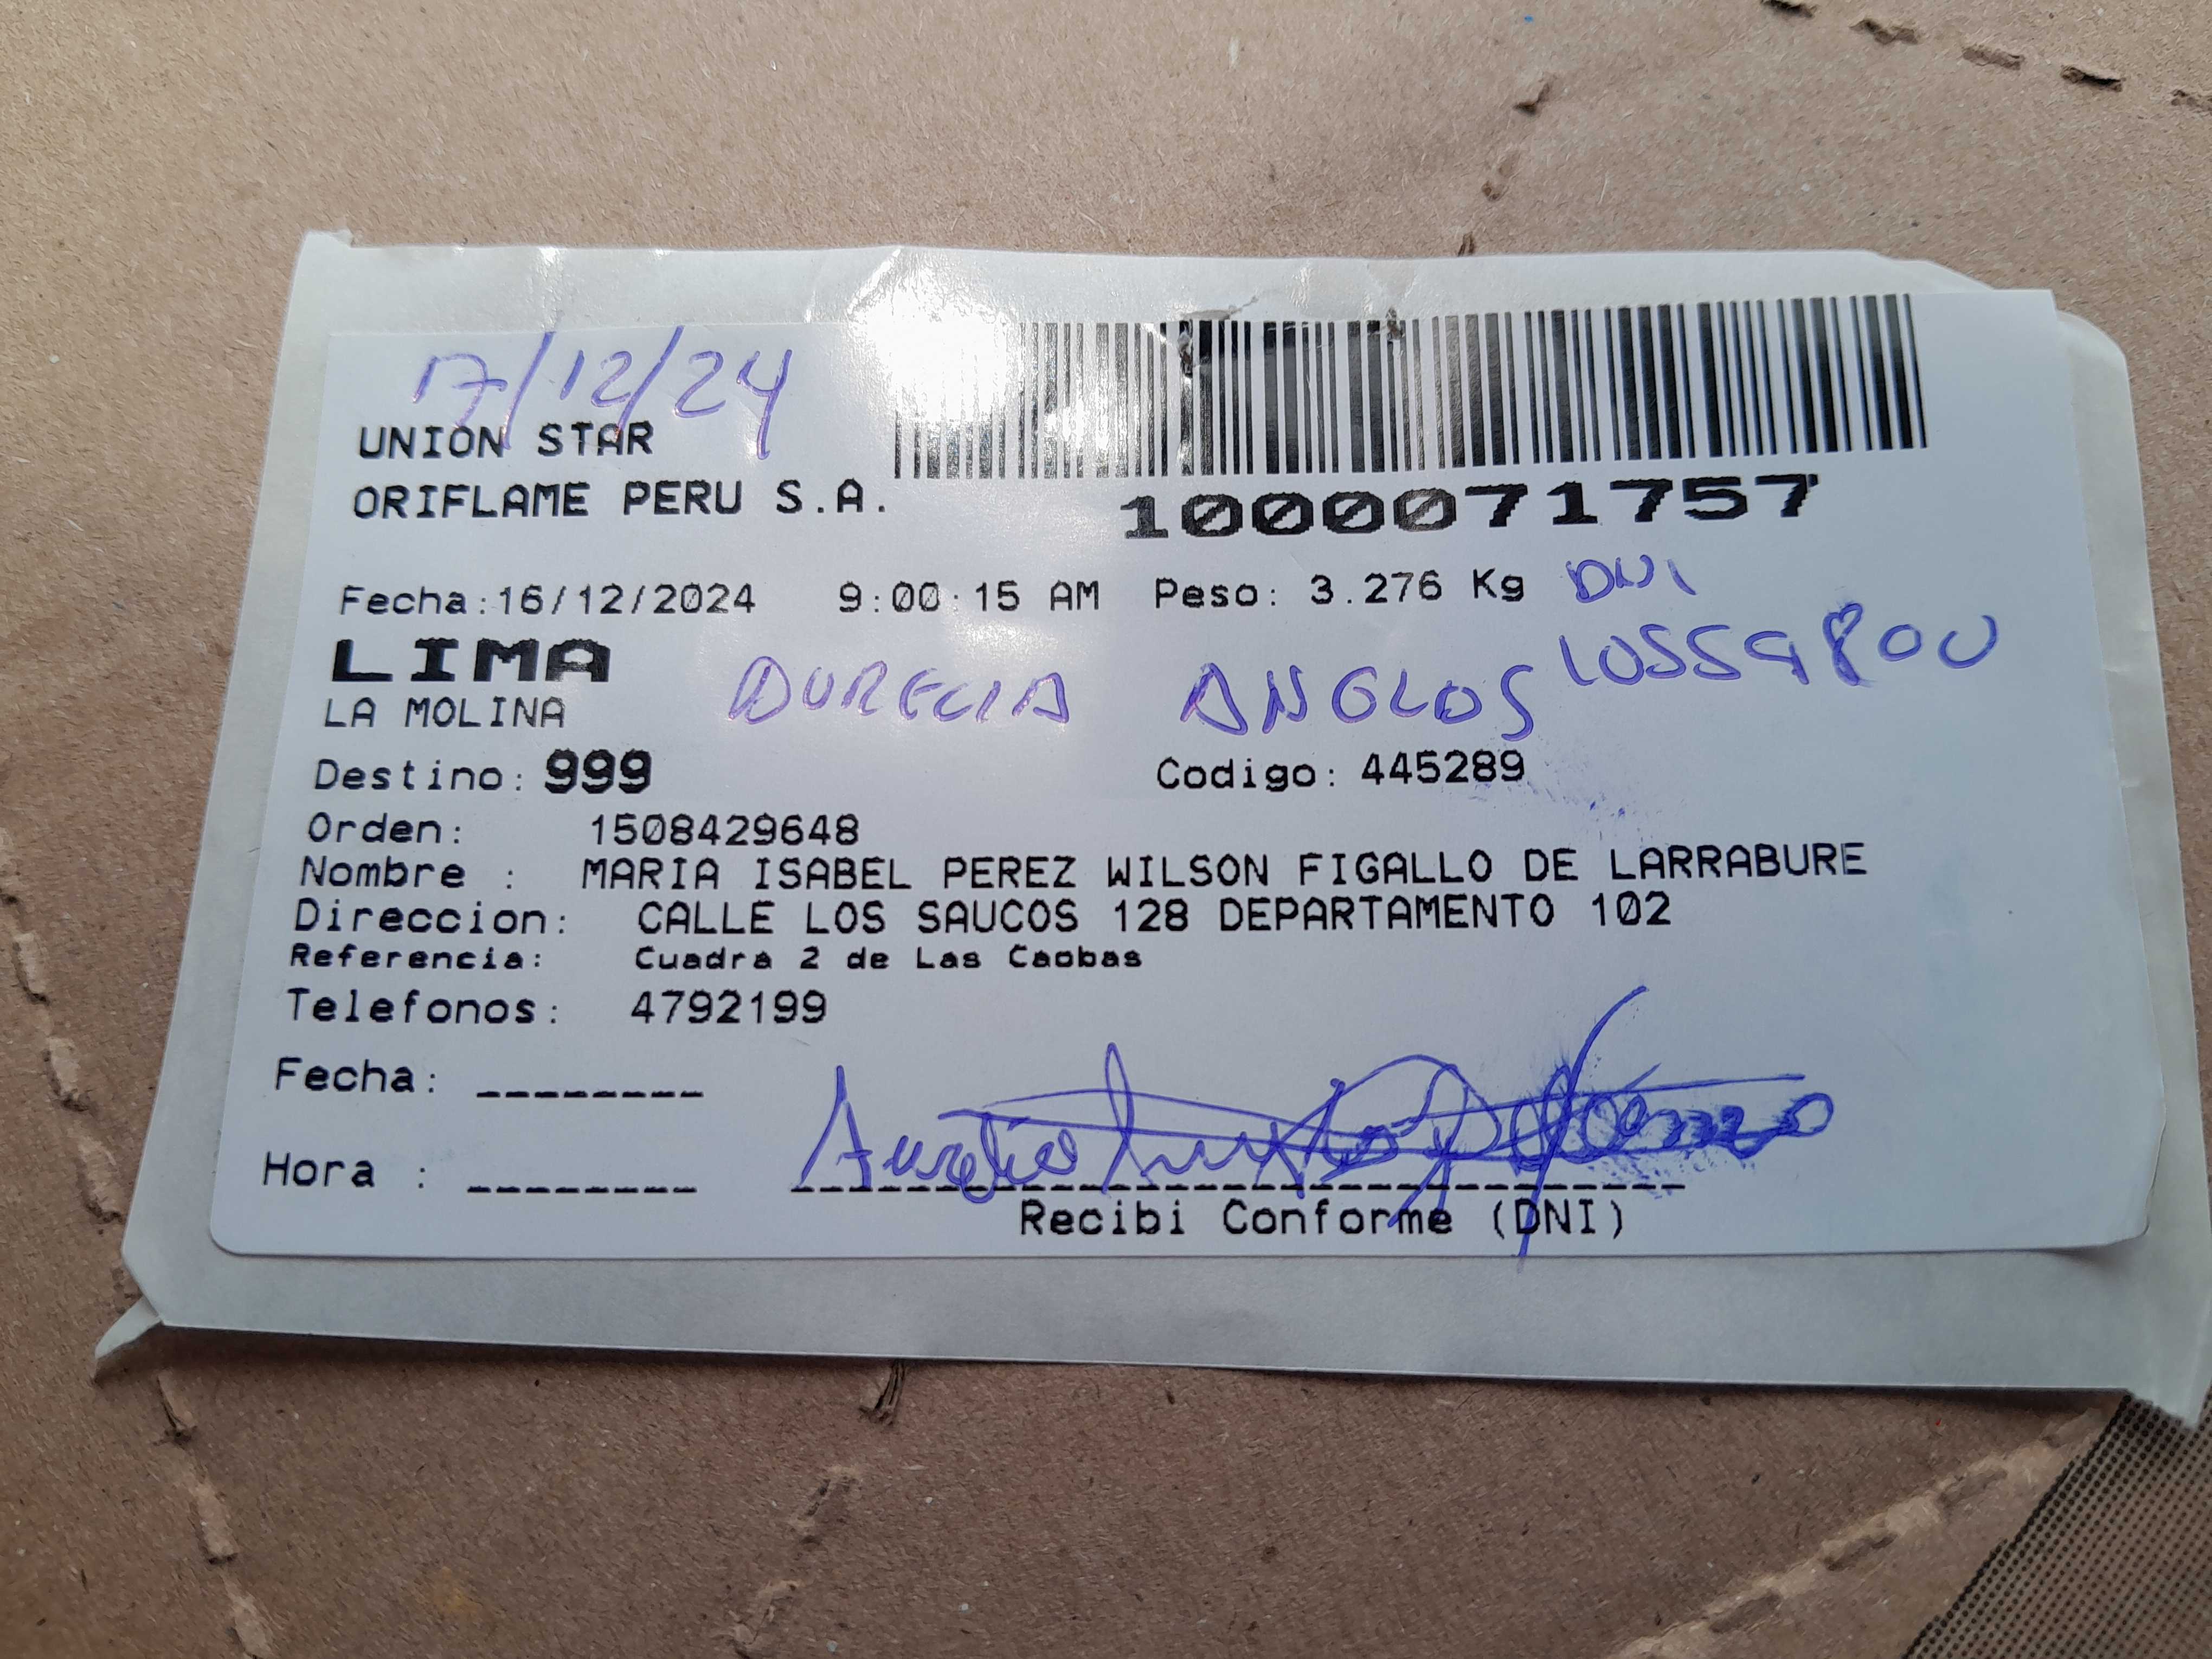 17/12/24
UNION STAR
ORIFLAME PERU S.A.
1000071757
Fecha:16/12/2024 9:00:15 AM Peso: 3.276 Kg DNI
LIMA
LA MOLINA AURELIA ANGLOS
Destino: 999 Codigo: 445289
Orden: 1508429648
Nombre : MARIA ISABEL PEREZ WILSON FIGALLO DE LARRABURE
Direccion: CALLE LOS SAUCOS 128 DEPARTAMENTO 102
Referencia: Cuadra 2 de Las Caobas
Telefonos: 4792199
Fecha: --------
Hora : --------
Recibi Conforme (DNI)